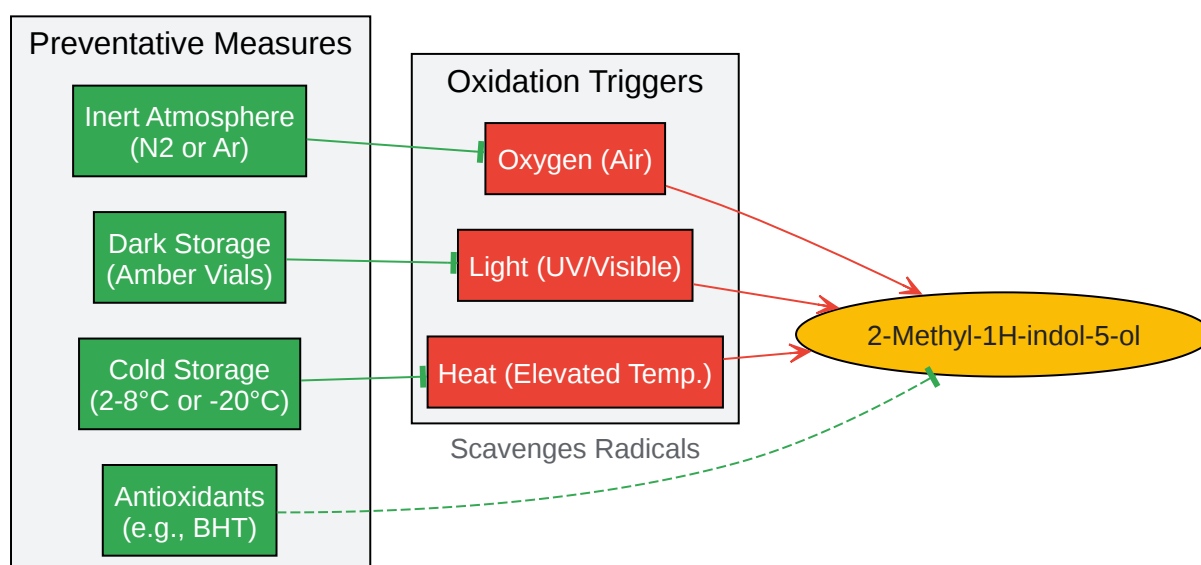 Preventative Measures
Inert Atmosphere
(N2 or Ar)
Dark Storage
(Amber Vials)
Cold Storage
(2-8°C or -20°C)
Antioxidants
(e.g., BHT)
Oxidation Triggers
Oxygen (Air)
Light (UV/Visible)
Heat (Elevated Temp.)
Scavenges Radicals
2-Methyl-1H-indol-5-ol